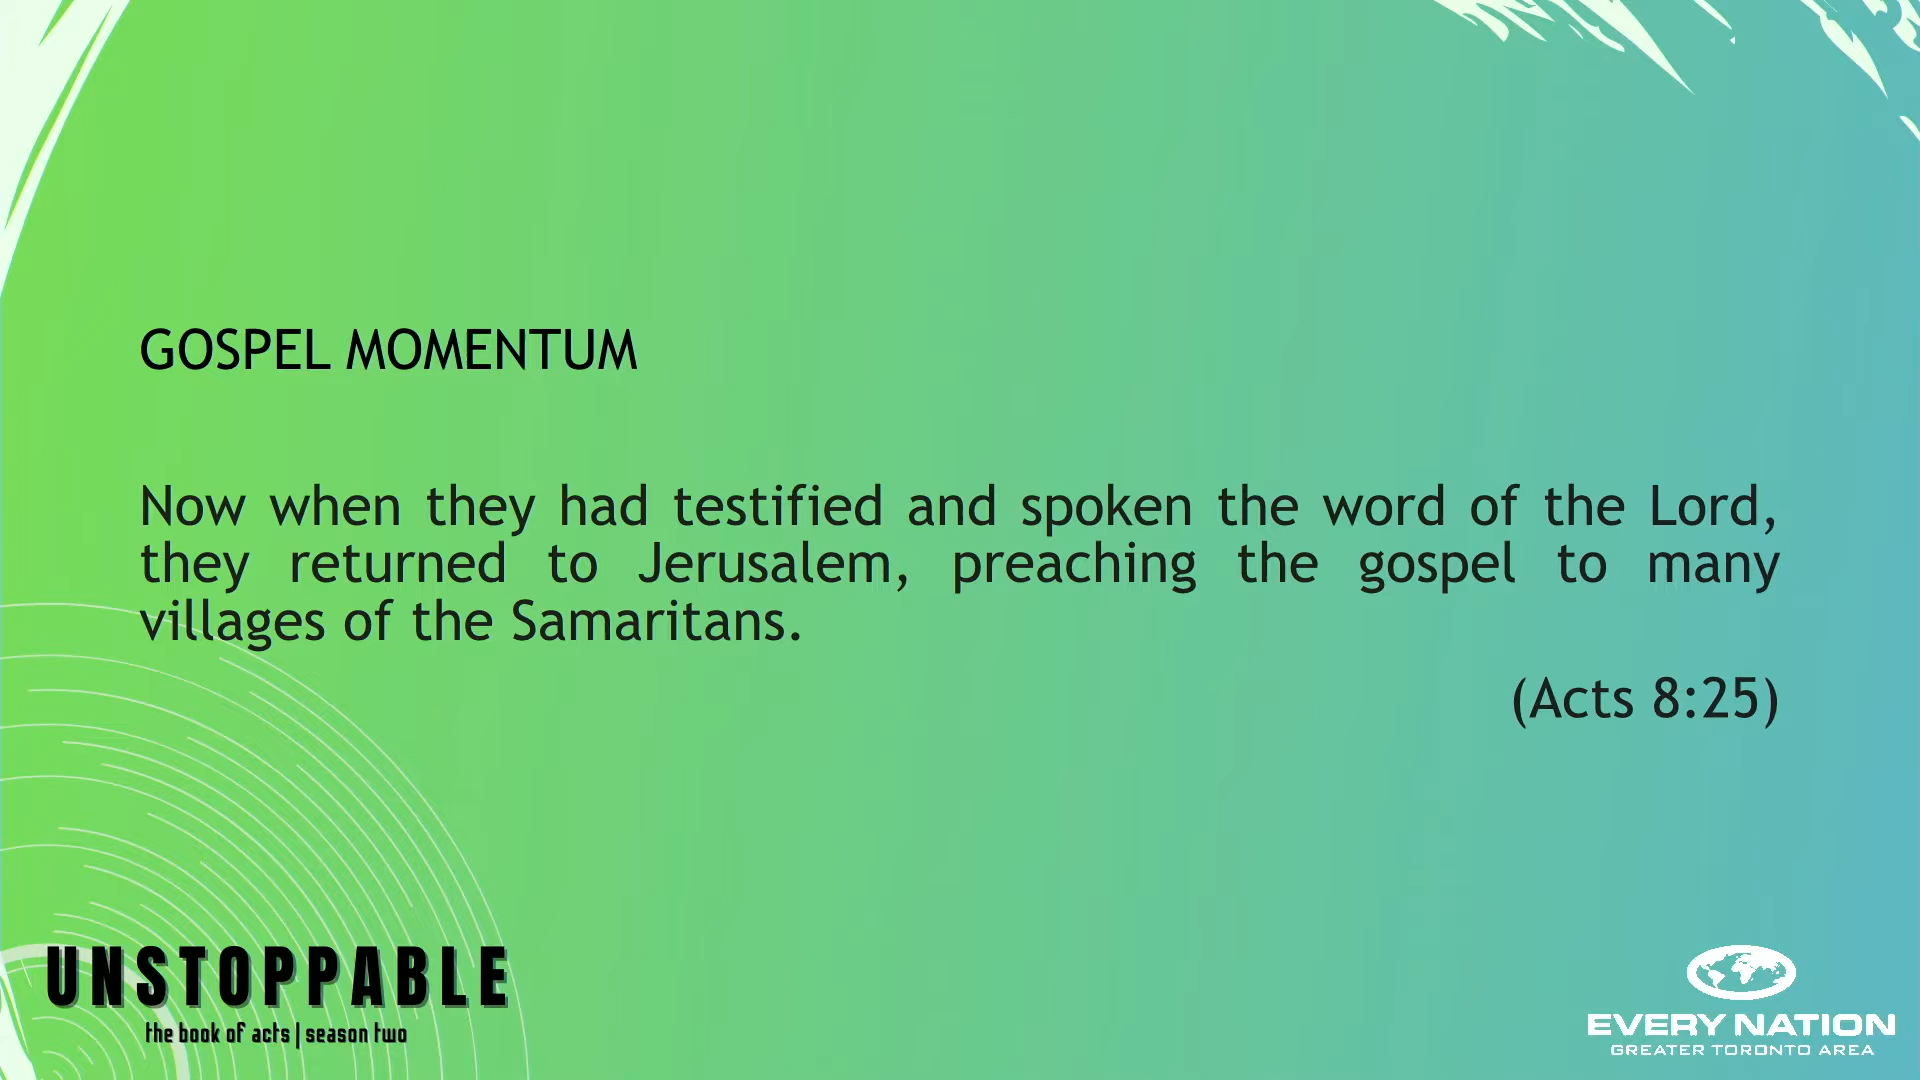 GOSPEL MOMENTUM
Now when they had testified and spoken the word of the Lord,
they returned to Jerusalem, preaching the gospel to many
villages of the Samaritans.
(Acts 8:25)
UNSTOPPABLE
the book of acts | season two
EVERY NATION
GREATER TORONTO AREA